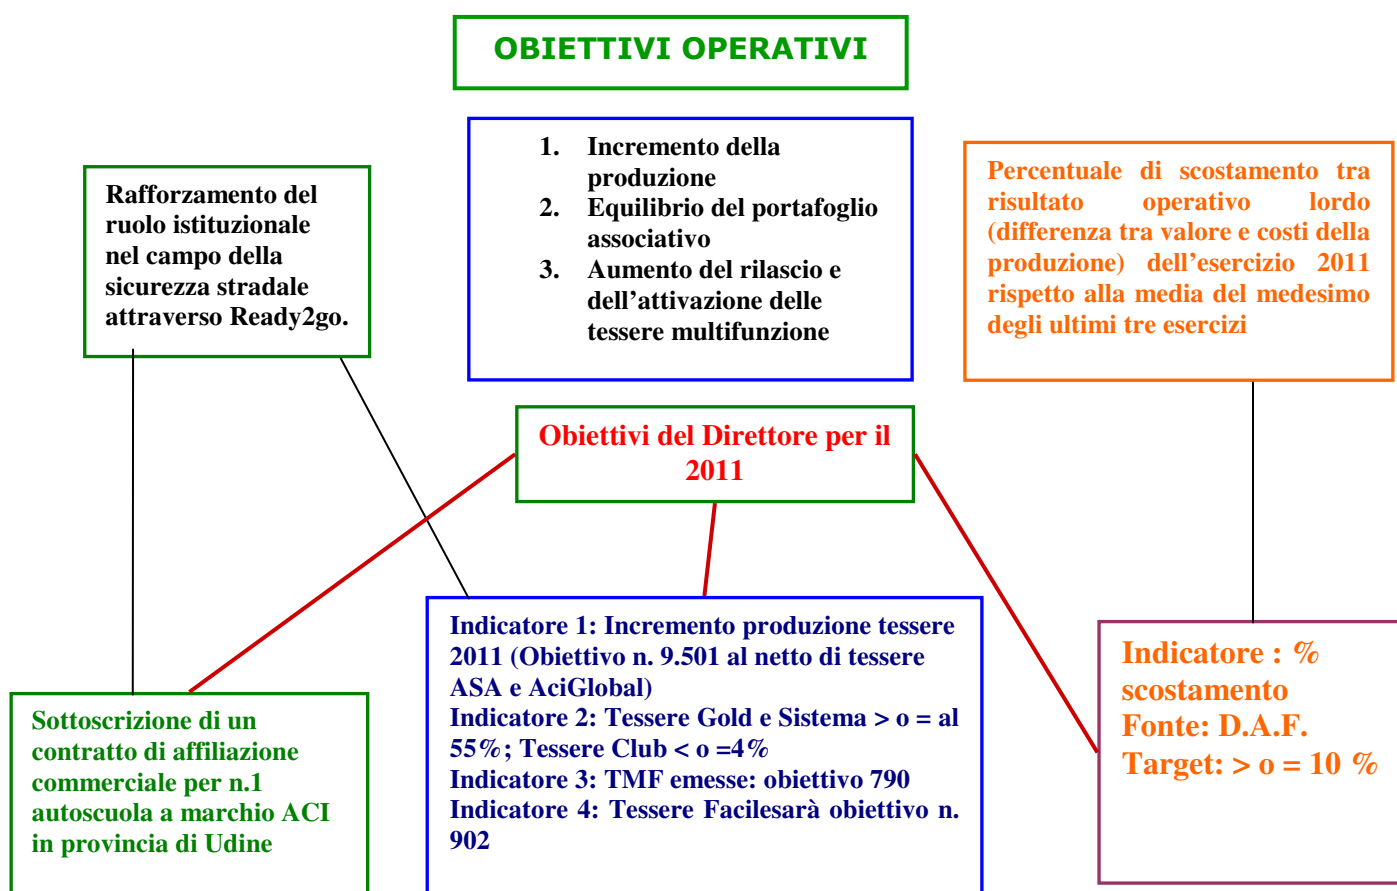 OBIETTIVI OPERATIVI
Rafforzamento del
ruolo istituzionale
nel campo della
sicurezza stradale
attraverso Ready2go.
1. Incremento della
produzione
2. Equilibrio del portafoglio
associativo
3. Aumento del rilascio e
dell’attivazione delle
tessere multifunzione
Percentuale di scostamento tra
risultato operativo lordo
(differenza tra valore e costi della
produzione) dell’esercizio 2011
rispetto alla media del medesimo
degli ultimi tre esercizi
Obiettivi del Direttore per il
2011
Sottoscrizione di un
contratto di affiliazione
commerciale per n.1
autoscuola a marchio ACI
in provincia di Udine
Indicatore 1: Incremento produzione tessere
2011 (Obiettivo n. 9.501 al netto di tessere
ASA e AciGlobal)
Indicatore 2: Tessere Gold e Sistema > o = al
55%; Tessere Club < o =4%
Indicatore 3: TMF emesse: obiettivo 790
Indicatore 4: Tessere Facilesarà obiettivo n.
902
Indicatore : %
scostamento
Fonte: D.A.F.
Target: > o = 10 %